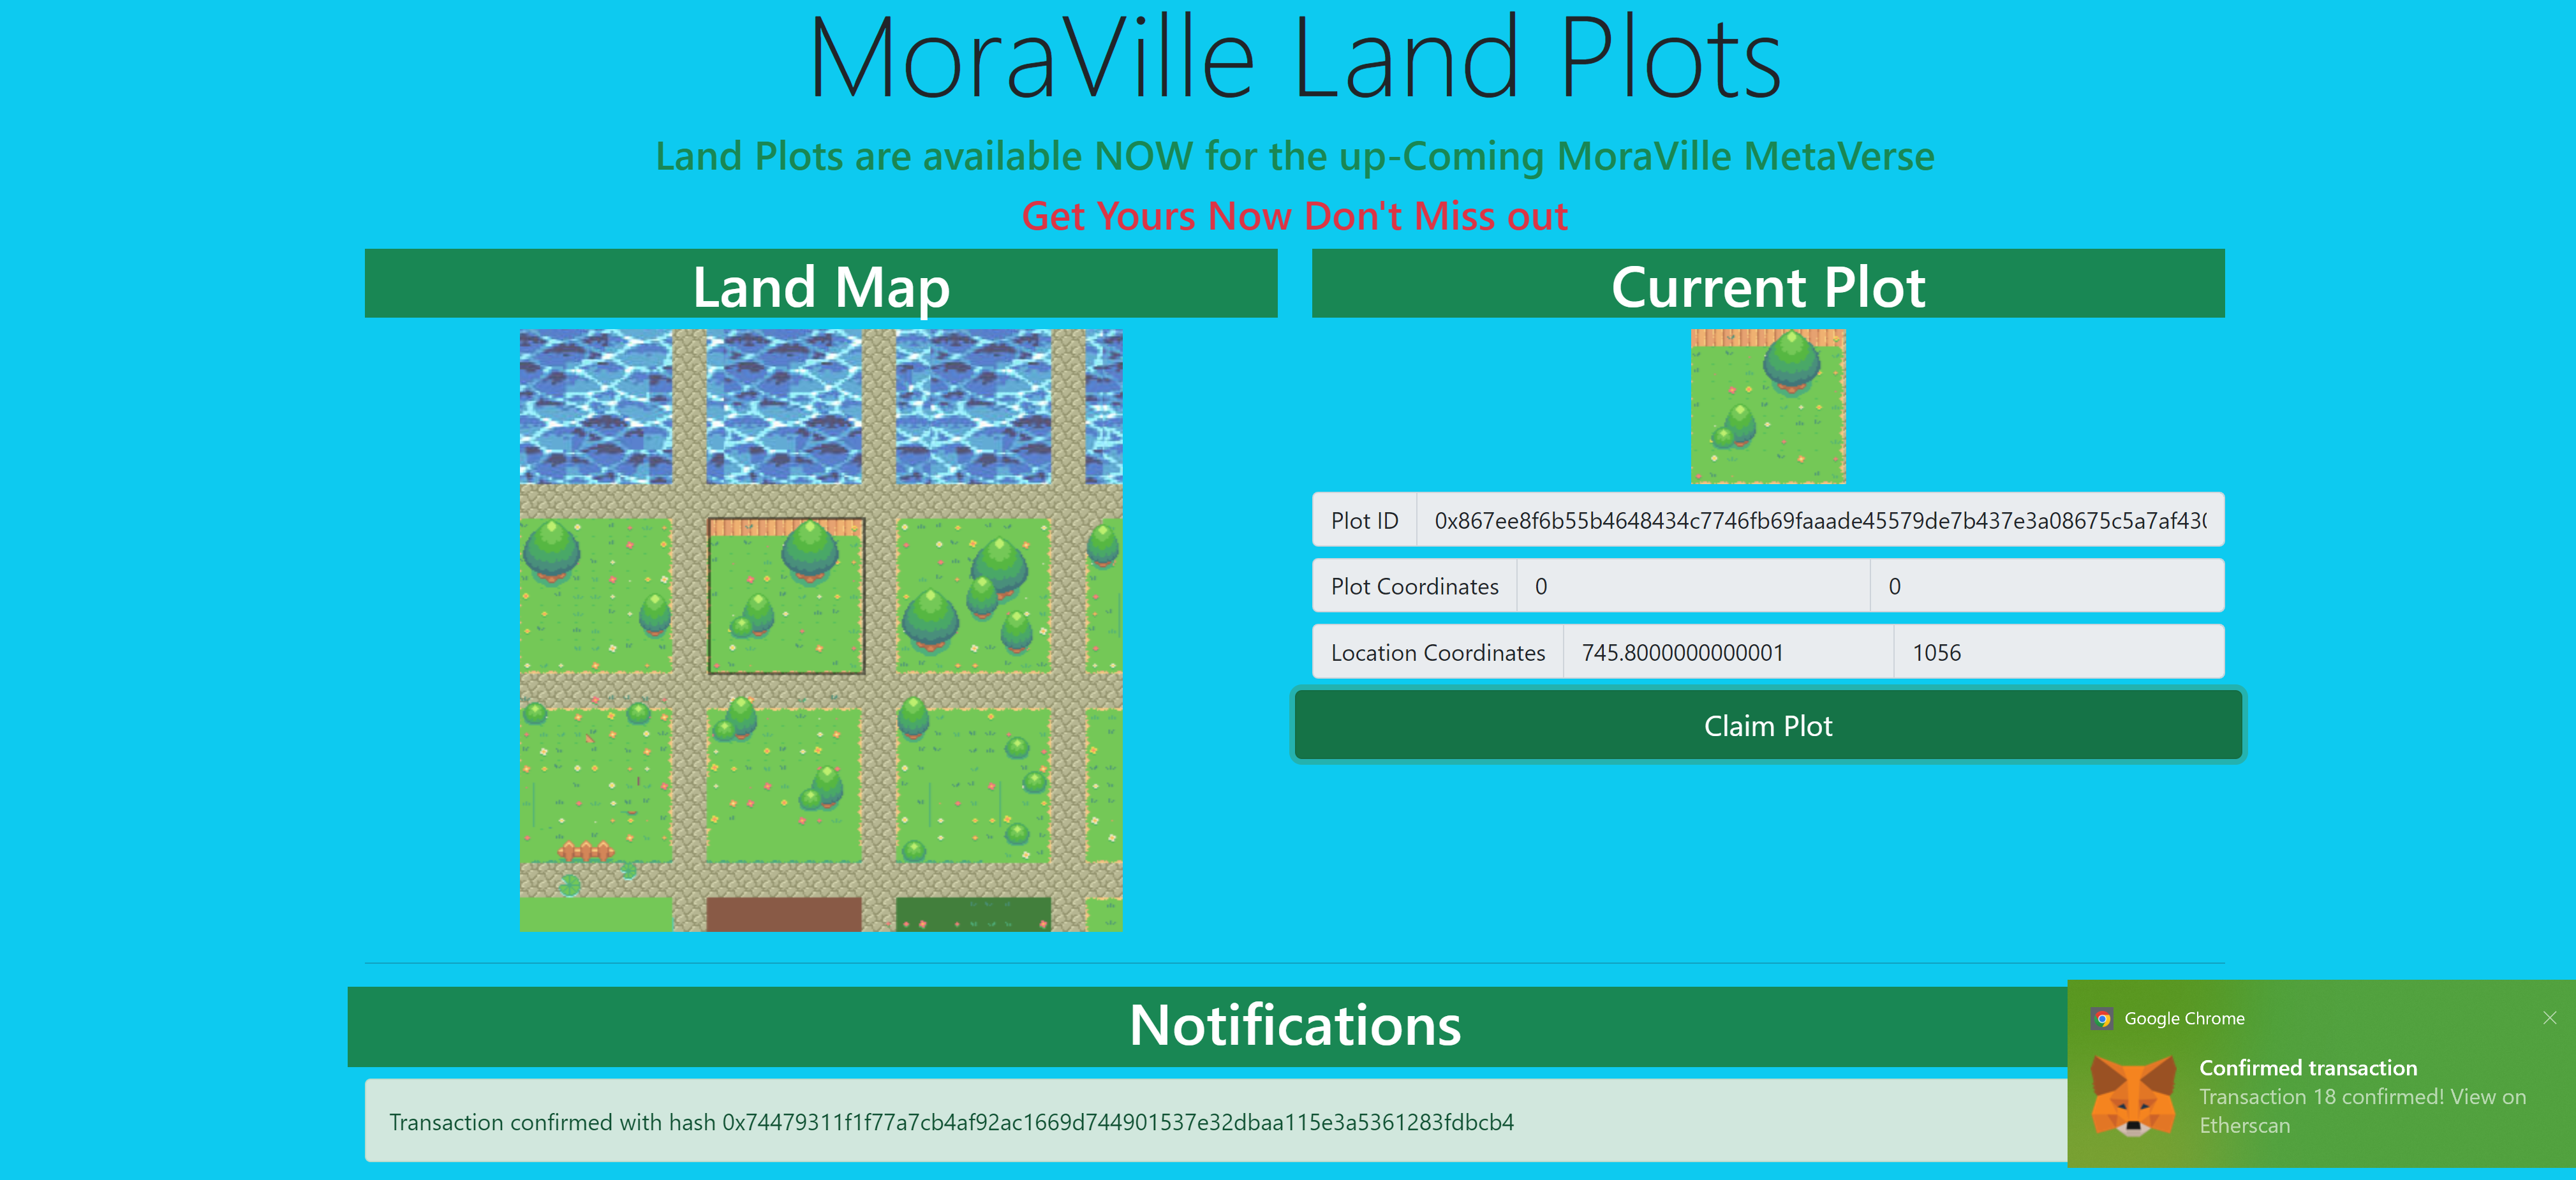 MoraVille Land Plots
Land Plots are available NOW for the up-Coming MoraVille MetaVerse
Get Yours Now Don't Miss out
Land Map
Current Plot
Plot ID 0x867ee8f6b55b4648434c7746fb69faaade45579de7b437e3a08675c5a7af430
Plot Coordinates 0 0
Location Coordinates 745.8000000000001 1056
Claim Plot
Notifications
Transaction confirmed with hash 0x74479311f1f77a7cb4af92ac1669d744901537e32dbaa115e3a5361283fdbcb4
Google Chrome
Confirmed transaction
Transaction 18 confirmed! View on
Etherscan